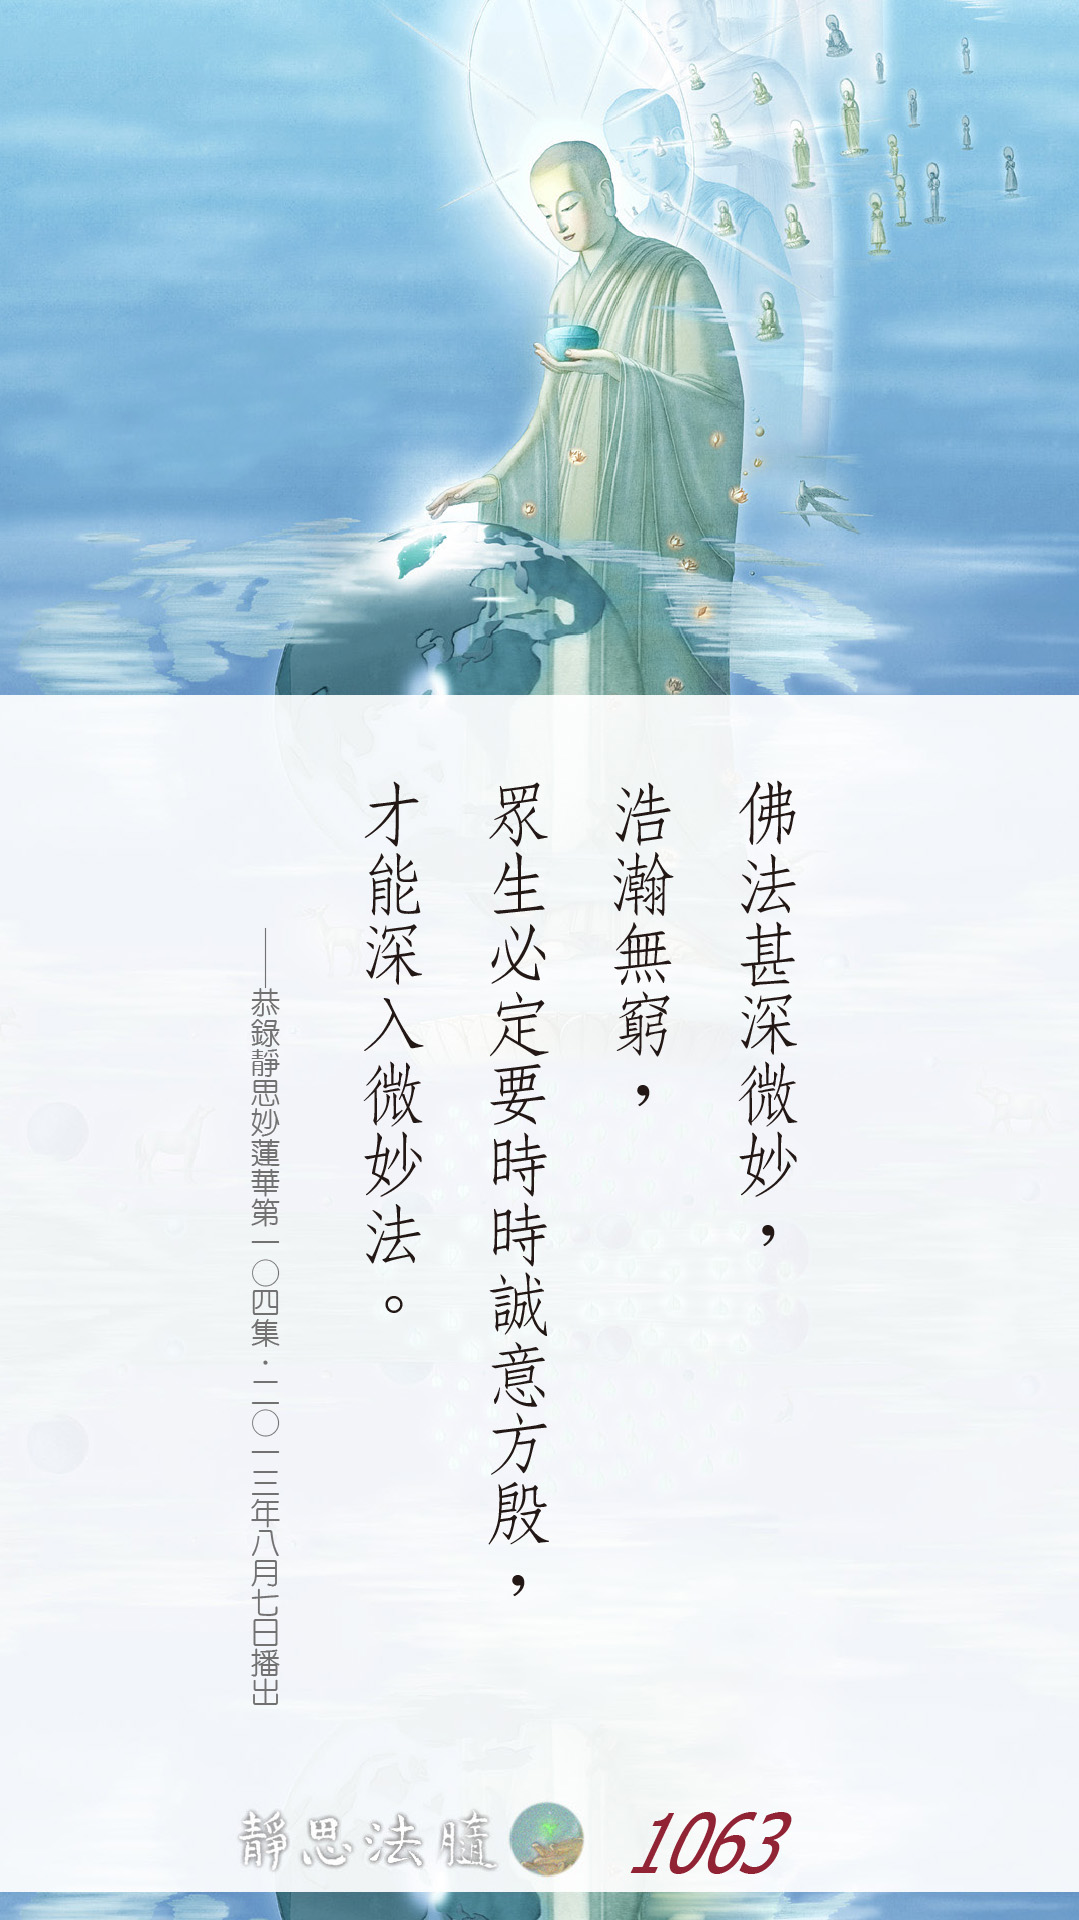 佛法甚深微妙，
浩瀚無窮，
眾生必定要時時誠意方殷，
才能深入微妙法。
——恭錄靜思妙蓮華第一〇四集·二〇一三年八月七日播出
靜思法髓
1063